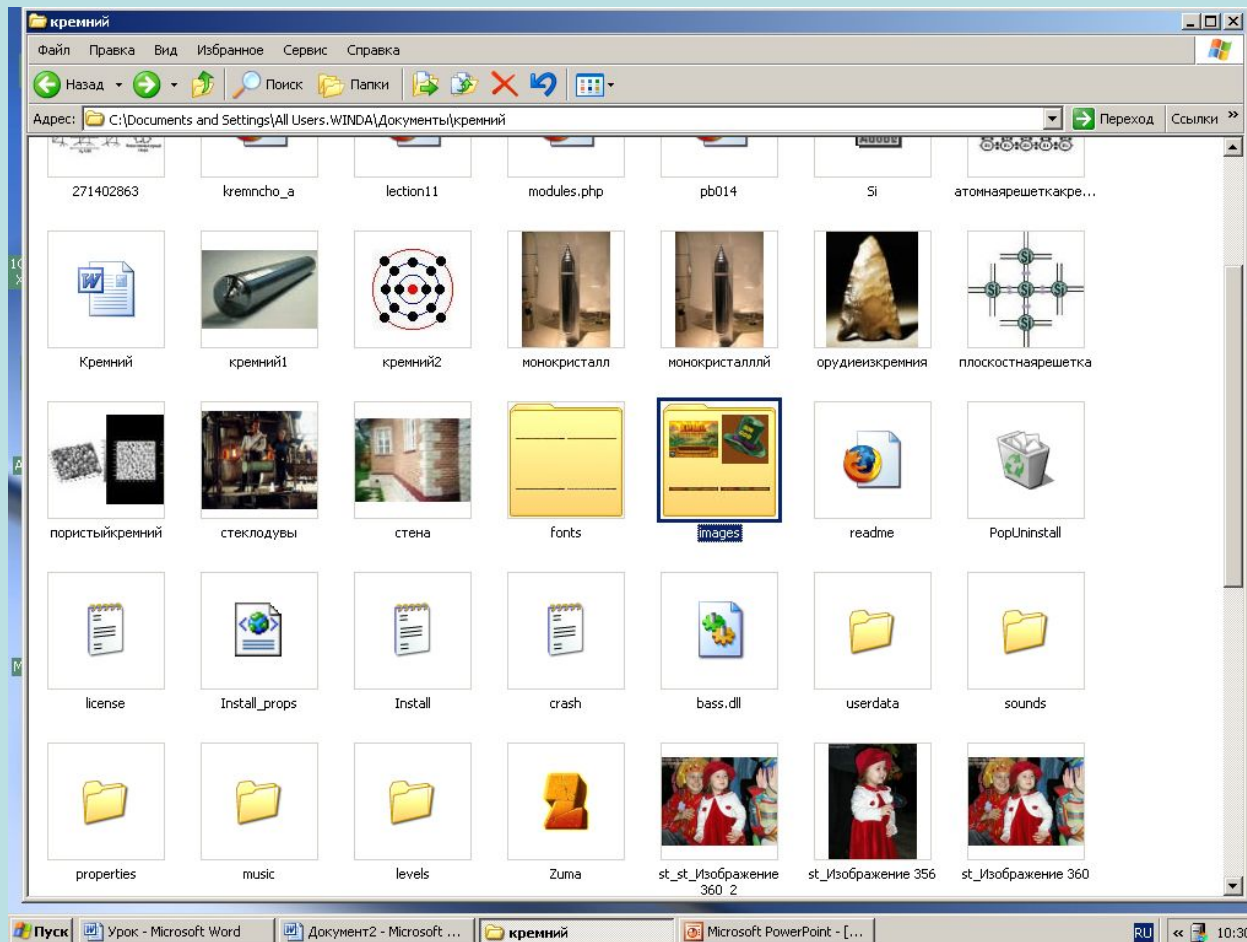 кремний
Файл Правка Вид Избранное Сервис Справка
Назад Поиск Папки
Адрес: C:\Documents and Settings\All Users.WINDA\Документы\кремний Переход Ссылки »
271402863 kremncho_a lection11 modules.php pb014 Si атомнаярешеткакре...
Кремний кремний1 кремний2 монокристалл монокристалллй орудиеизкремния плоскостнаярешетка
пористыйкремний стеклодувы стена fonts images readme PopUninstall
license Install_props Install crash bass.dll userdata sounds
properties music levels Zuma st_st_Изображение 360_2 st_Изображение 356 st_Изображение 360
Пуск Урок - Microsoft Word Документ2 - Microsoft ... кремний Microsoft PowerPoint - [... RU « 10:30